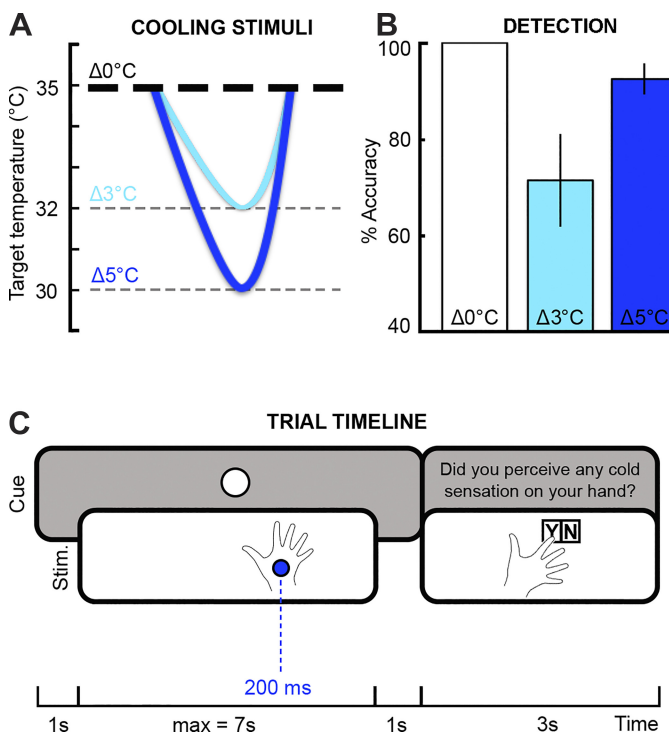 A
COOLING STIMULI
Target temperature (°C)
35
32
30
Δ0°C
Δ3°C
Δ5°C
B
DETECTION
% Accuracy
100
80
60
40
Δ0°C
Δ3°C
Δ5°C
C
TRIAL TIMELINE
Cue
Did you perceive any cold
sensation on your hand?
Stim.
Y N
200 ms
1s
max = 7s
1s
3s
Time